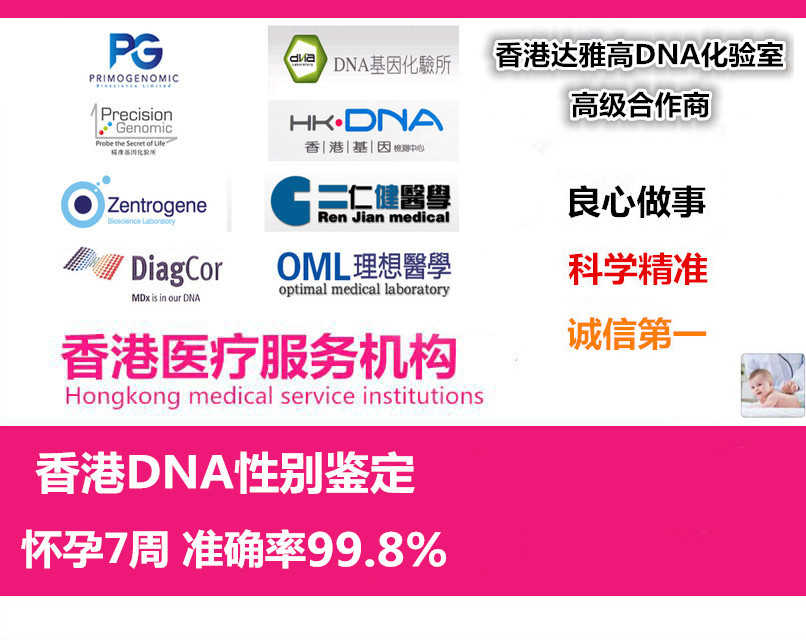 PG
PRIMOGENOMIC
Bioscience Limited
dna
DNA基因化驗所
香港达雅高DNA化验室
高级合作商
Precision
Genomic
Probe the Secret of Life
精準基因化驗所
HK·DNA
香|港|基|因 檢測中心
Zentrogene
Bioscience Laboratory
仁健醫學
Ren Jian medical
良心做事
DiagCor
MDx is in our DNA
OML理想醫學
optimal medical laboratory
科学精准
诚信第一
香港医疗服务机构
Hongkong medical service institutions
香港DNA性别鉴定
怀孕7周 准确率99.8%